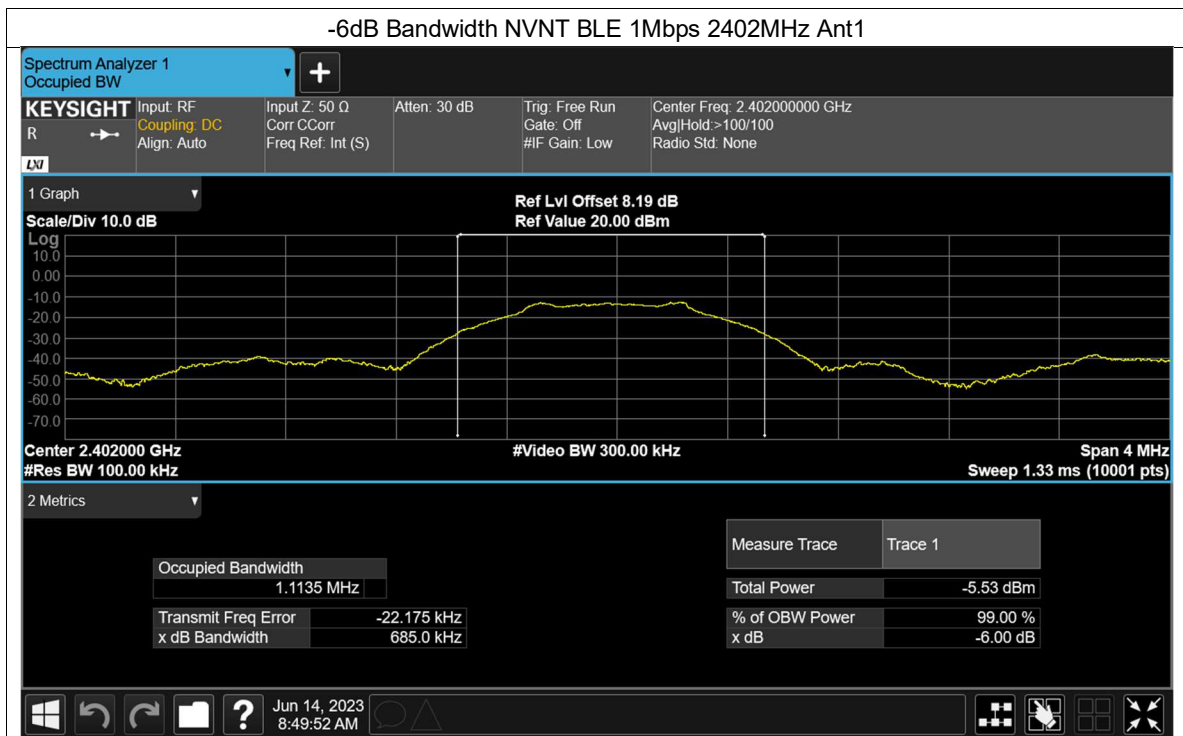 -6dB Bandwidth NVNT BLE 1Mbps 2402MHz Ant1
Spectrum Analyzer 1
Occupied BW
KEYSIGHT
R
LXI
Input: RF
Coupling: DC
Align: Auto
Input Z: 50 Ω
Corr CCorr
Freq Ref: Int (S)
Atten: 30 dB
Trig: Free Run
Gate: Off
#IF Gain: Low
Center Freq: 2.402000000 GHz
Avg|Hold:>100/100
Radio Std: None
1 Graph
Scale/Div 10.0 dB
Ref Lvl Offset 8.19 dB
Ref Value 20.00 dBm
Log
10.0
0.00
-10.0
-20.0
-30.0
-40.0
-50.0
-60.0
-70.0
Center 2.402000 GHz
#Video BW 300.00 kHz
Span 4 MHz
#Res BW 100.00 kHz
Sweep 1.33 ms (10001 pts)
2 Metrics
Occupied Bandwidth
1.1135 MHz
Transmit Freq Error -22.175 kHz
x dB Bandwidth 685.0 kHz
Measure Trace Trace 1
Total Power -5.53 dBm
% of OBW Power 99.00 %
x dB -6.00 dB
?
Jun 14, 2023
8:49:52 AM